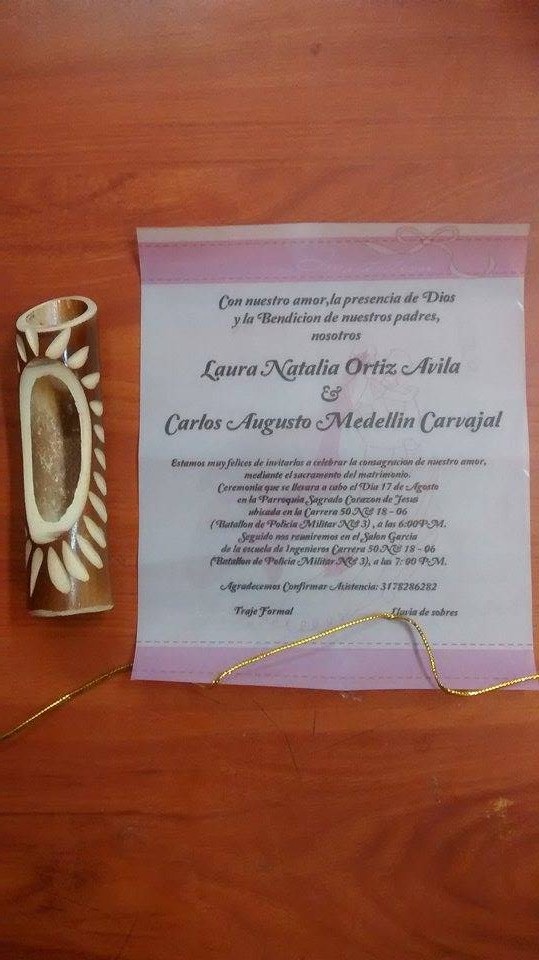 Con nuestro amor,la presencia de Dios
y la Bendicion de nuestros padres,
nosotros
Laura Natalia Ortiz Avila
&
Carlos Augusto Medellin Carvajal
Estamos muy felices de invitarlos a celebrar la consagracion de nuestro amor,
mediante el sacramento del matrimonio.
Ceremonia que se llevara a cabo el Dia 17 de Agosto
en la Parroquia Sagrado Corazon de Jesus
ubicada en la Carrera 50 Nº 18 - 06
( Batallon de Policia Militar Nº 3) , a las 6:00P.M.
Seguido nos reuniremos en el Salon Garcia
de la escuela de Ingenieros Carrera 50 Nº 18 - 06
(Batallon de Policia Militar Nº 3), a las 7: 00 P.M.
Agradecemos Confirmar Asistencia: 3178286282
Traje Formal Lluvia de sobres